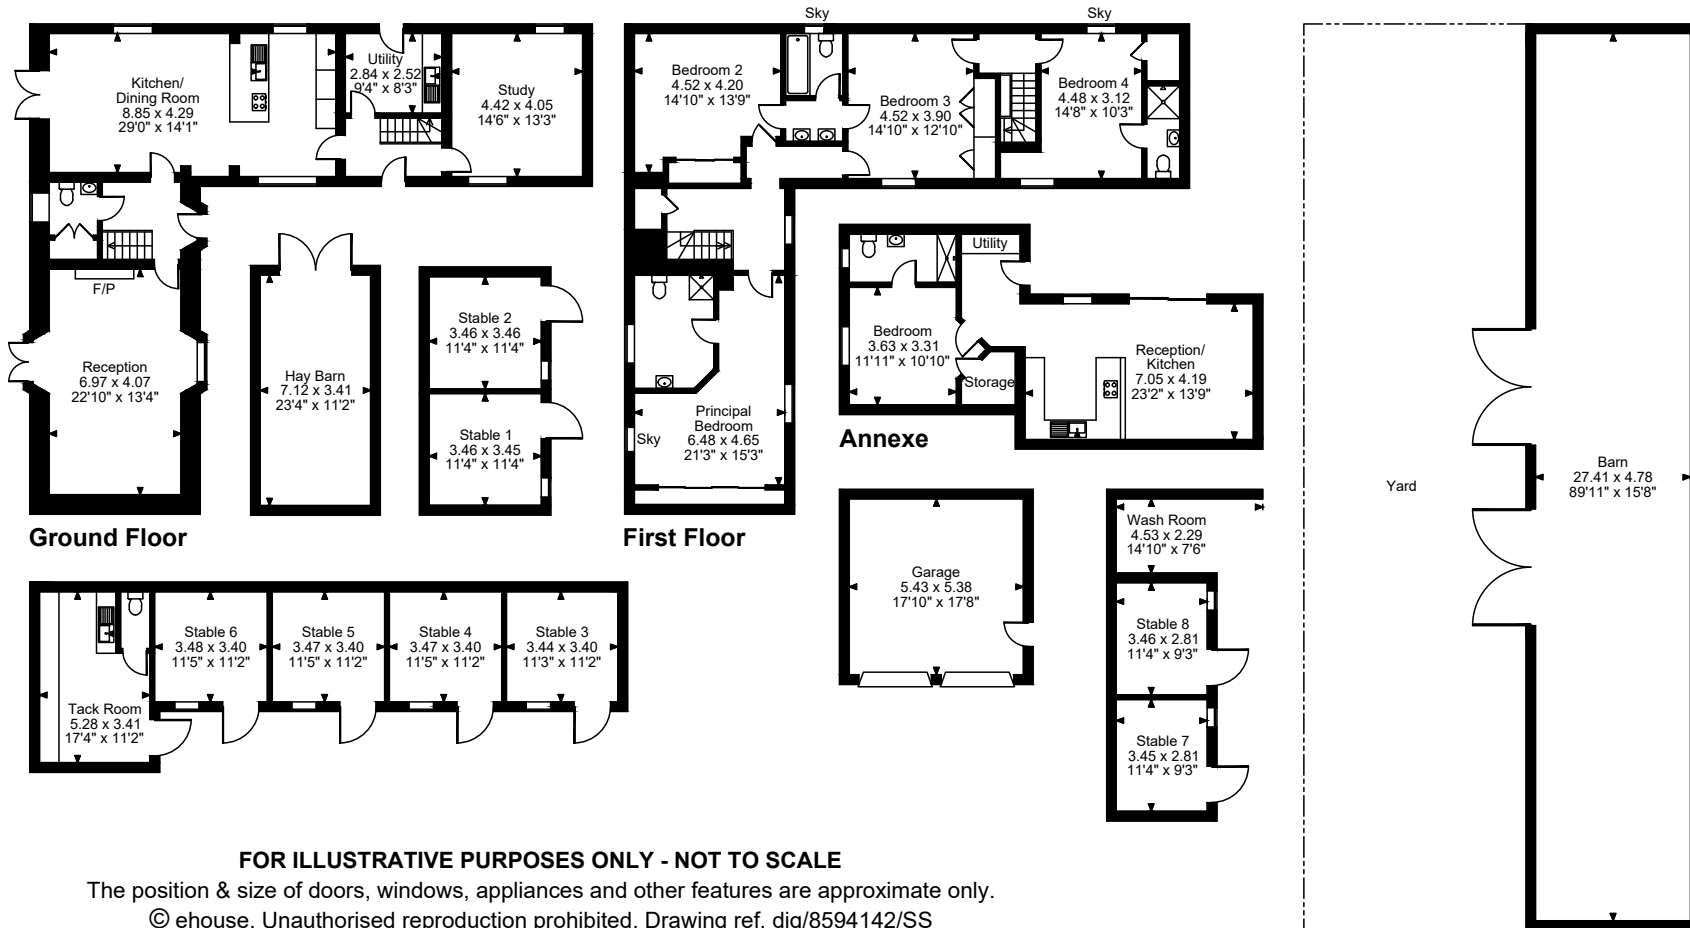 Sky
Sky
Kitchen/
Dining Room
8.85 x 4.29
29'0" x 14'1"
Utility
2.84 x 2.52
9'4" x 8'3"
Study
4.42 x 4.05
14'6" x 13'3"
Bedroom 2
4.52 x 4.20
14'10" x 13'9"
Bedroom 3
4.52 x 3.90
14'10" x 12'10"
Bedroom 4
4.48 x 3.12
14'8" x 10'3"
F/P
Reception
6.97 x 4.07
22'10" x 13'4"
Hay Barn
7.12 x 3.41
23'4" x 11'2"
Stable 2
3.46 x 3.46
11'4" x 11'4"
Stable 1
3.46 x 3.45
11'4" x 11'4"
Sky
Principal
Bedroom
6.48 x 4.65
21'3" x 15'3"
Utility
Bedroom
3.63 x 3.31
11'11" x 10'10"
Storage
Reception/
Kitchen
7.05 x 4.19
23'2" x 13'9"
Annexe
Ground Floor
First Floor
Yard
Barn
27.41 x 4.78
89'11" x 15'8"
Garage
5.43 x 5.38
17'10" x 17'8"
Wash Room
4.53 x 2.29
14'10" x 7'6"
Stable 8
3.46 x 2.81
11'4" x 9'3"
Stable 7
3.45 x 2.81
11'4" x 9'3"
Tack Room
5.28 x 3.41
17'4" x 11'2"
Stable 6
3.48 x 3.40
11'5" x 11'2"
Stable 5
3.47 x 3.40
11'5" x 11'2"
Stable 4
3.47 x 3.40
11'5" x 11'2"
Stable 3
3.44 x 3.40
11'3" x 11'2"
FOR ILLUSTRATIVE PURPOSES ONLY - NOT TO SCALE
The position & size of doors, windows, appliances and other features are approximate only.
© ehouse. Unauthorised reproduction prohibited. Drawing ref. dig/8594142/SS